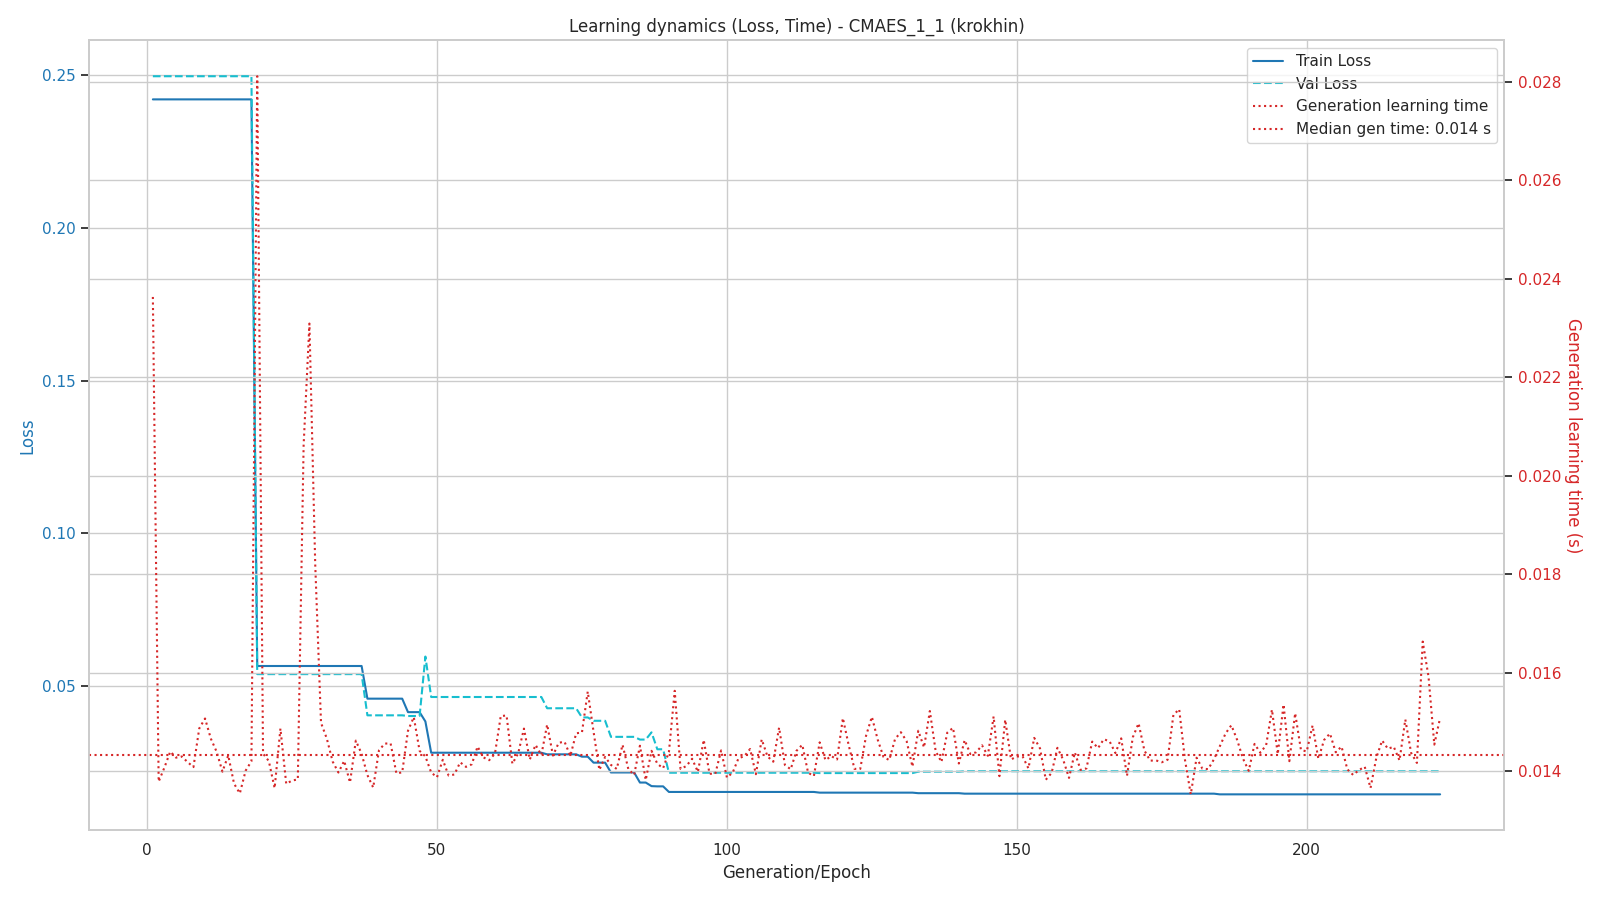 Learning dynamics (Loss, Time) - CMAES_1_1 (krokhin)
Train Loss
Val Loss
Generation learning time
Median gen time: 0.014 s
0.25
0.20
0.15
0.10
0.05
Loss
0.028
0.026
0.024
0.022
0.020
0.018
0.016
0.014
Generation learning time (s)
0
50
100
150
200
Generation/Epoch